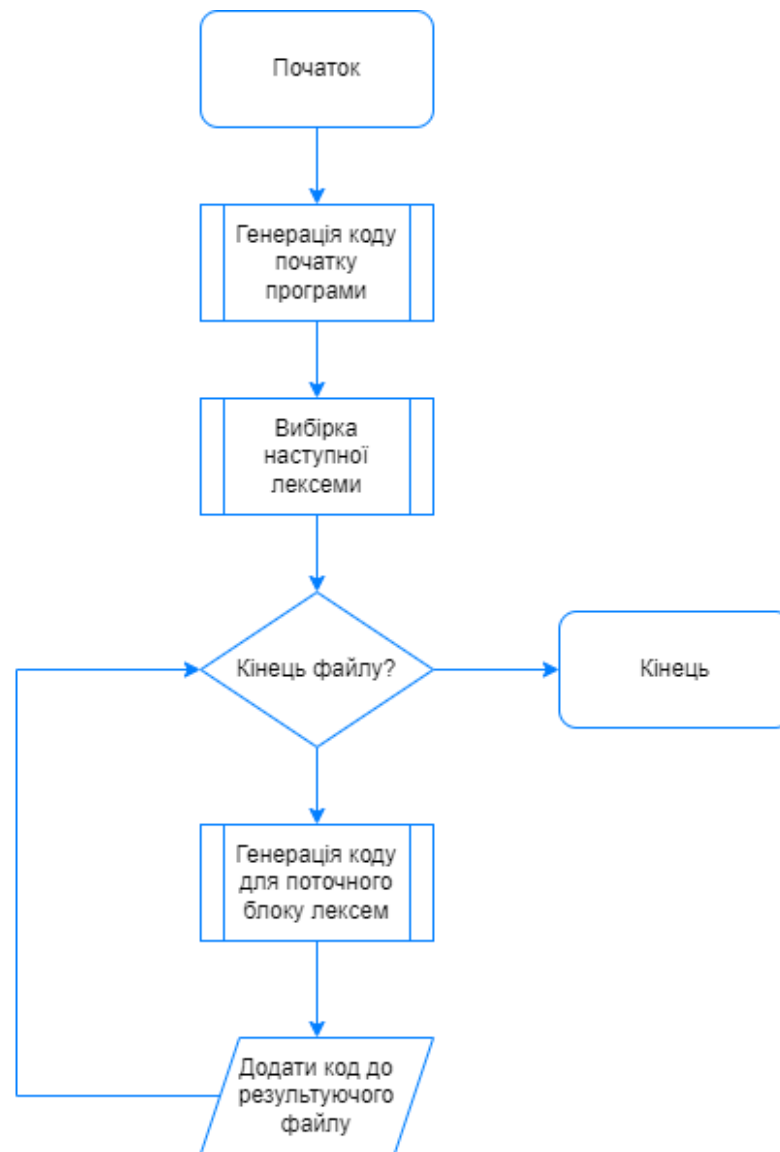 Початок
Генерація коду
початку
програми
Вибірка
наступної
лексеми
Кінець файлу?
Кінець
Генерація коду
для поточного
блоку лексем
Додати код до
результуючого
файлу